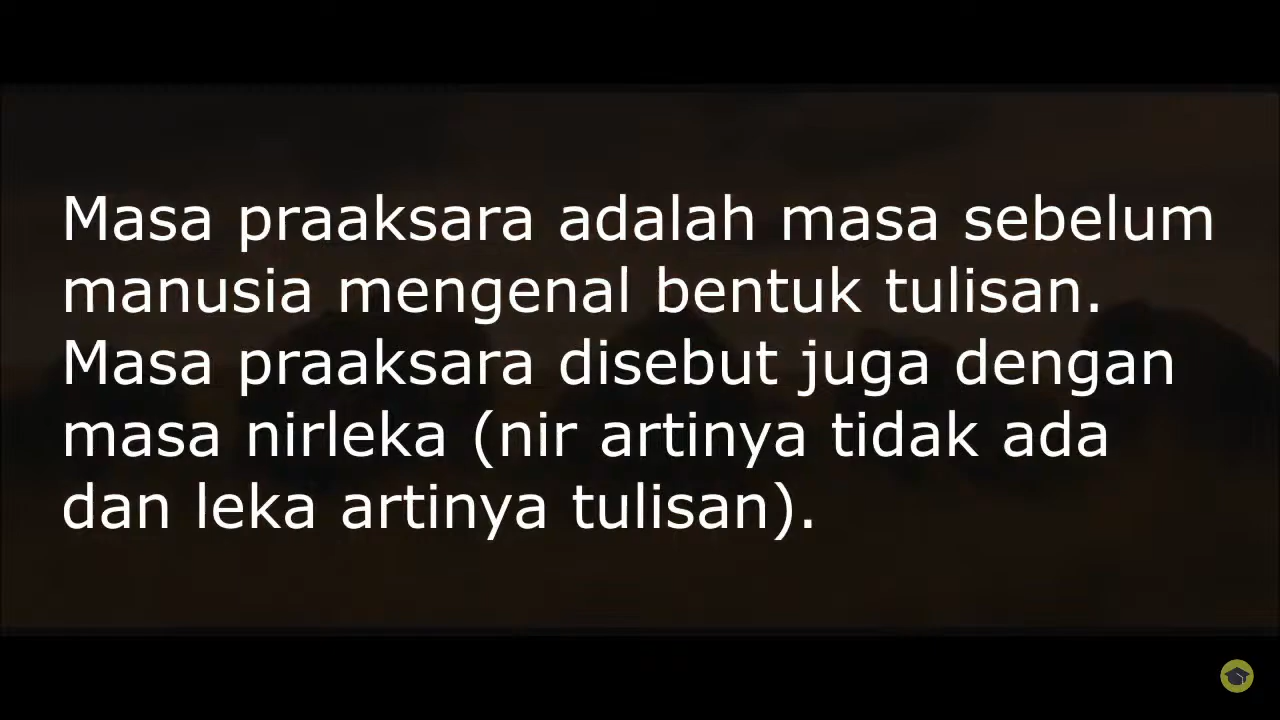 Masa praaksara adalah masa sebelum
manusia mengenal bentuk tulisan.
Masa praaksara disebut juga dengan
masa nirleka (nir artinya tidak ada
dan leka artinya tulisan).